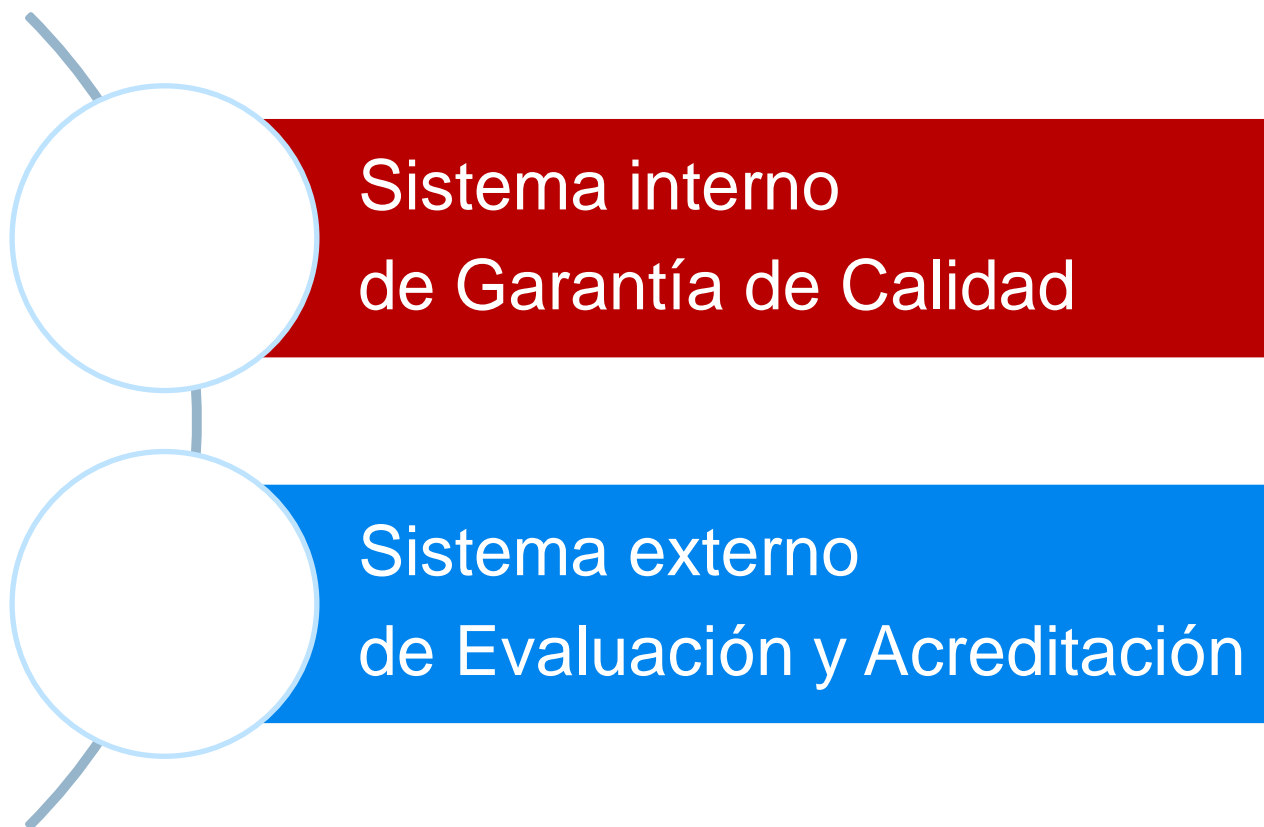 Sistema interno
de Garantía de Calidad
Sistema externo
de Evaluación y Acreditación